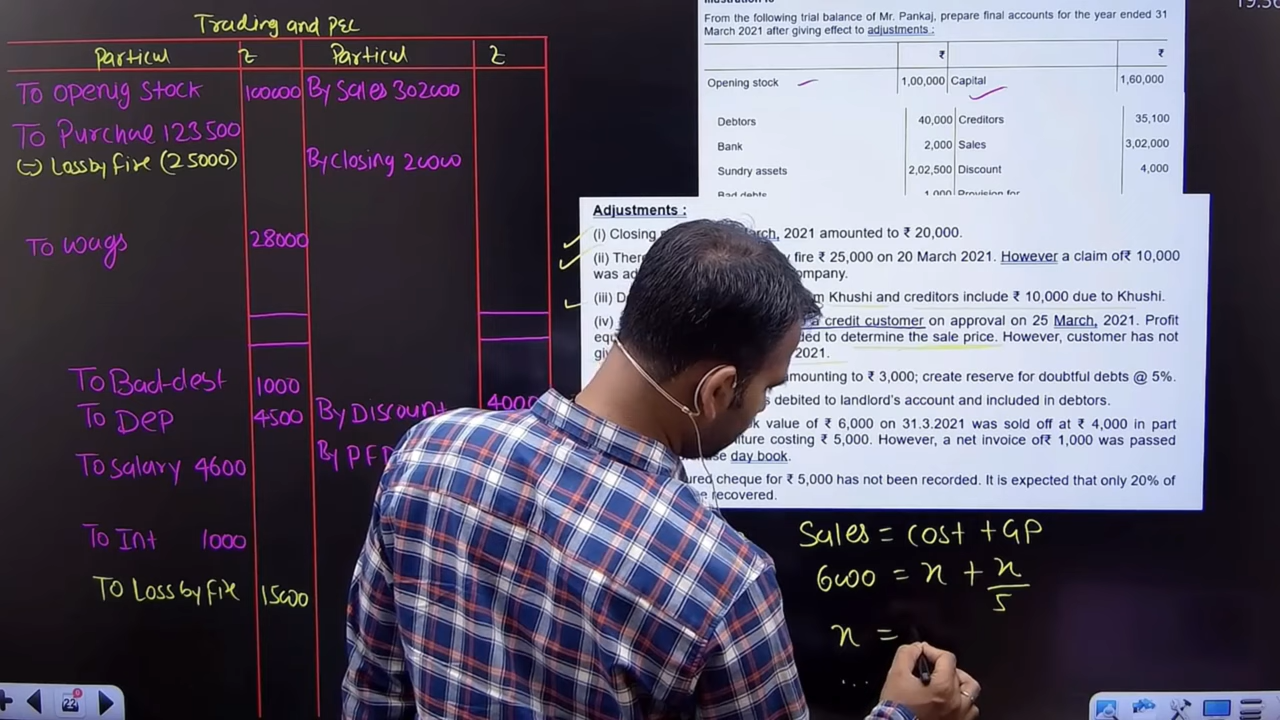 Trading and P&L
Particul ₹ Particul ₹
To openig stock 100000 By Sales 302000
To Purchae 123500
(-) Loss by fire (25000) By closing 20000
To wags 28000
To Bad-dest 1000
To Dep 4500 By Discount 4000
To salary 4600 By PFD
To Int 1000
To Loss by fire 15000
From the following trial balance of Mr. Pankaj, prepare final accounts for the year ended 31
March 2021 after giving effect to adjustments :
₹ ₹
Opening stock 1,00,000 Capital 1,60,000
Debtors 40,000 Creditors 35,100
Bank 2,000 Sales 3,02,000
Sundry assets 2,02,500 Discount 4,000
Bad debts 1,000 Provision for
Adjustments :
(i) Closing March, 2021 amounted to ₹ 20,000.
(ii) There fire ₹ 25,000 on 20 March 2021. However a claim of₹ 10,000
was company.
(iii) Khushi and creditors include ₹ 10,000 due to Khushi.
(iv) a credit customer on approval on 25 March, 2021. Profit
to determine the sale price. However, customer has not
2021.
amounting to ₹ 3,000; create reserve for doubtful debts @ 5%.
debited to landlord's account and included in debtors.
value of ₹ 6,000 on 31.3.2021 was sold off at ₹ 4,000 in part
costing ₹ 5,000. However, a net invoice of₹ 1,000 was passed
day book.
cheque for ₹ 5,000 has not been recorded. It is expected that only 20% of
recovered.
Sales = cost + GP
6000 = x + x/5
x =
22